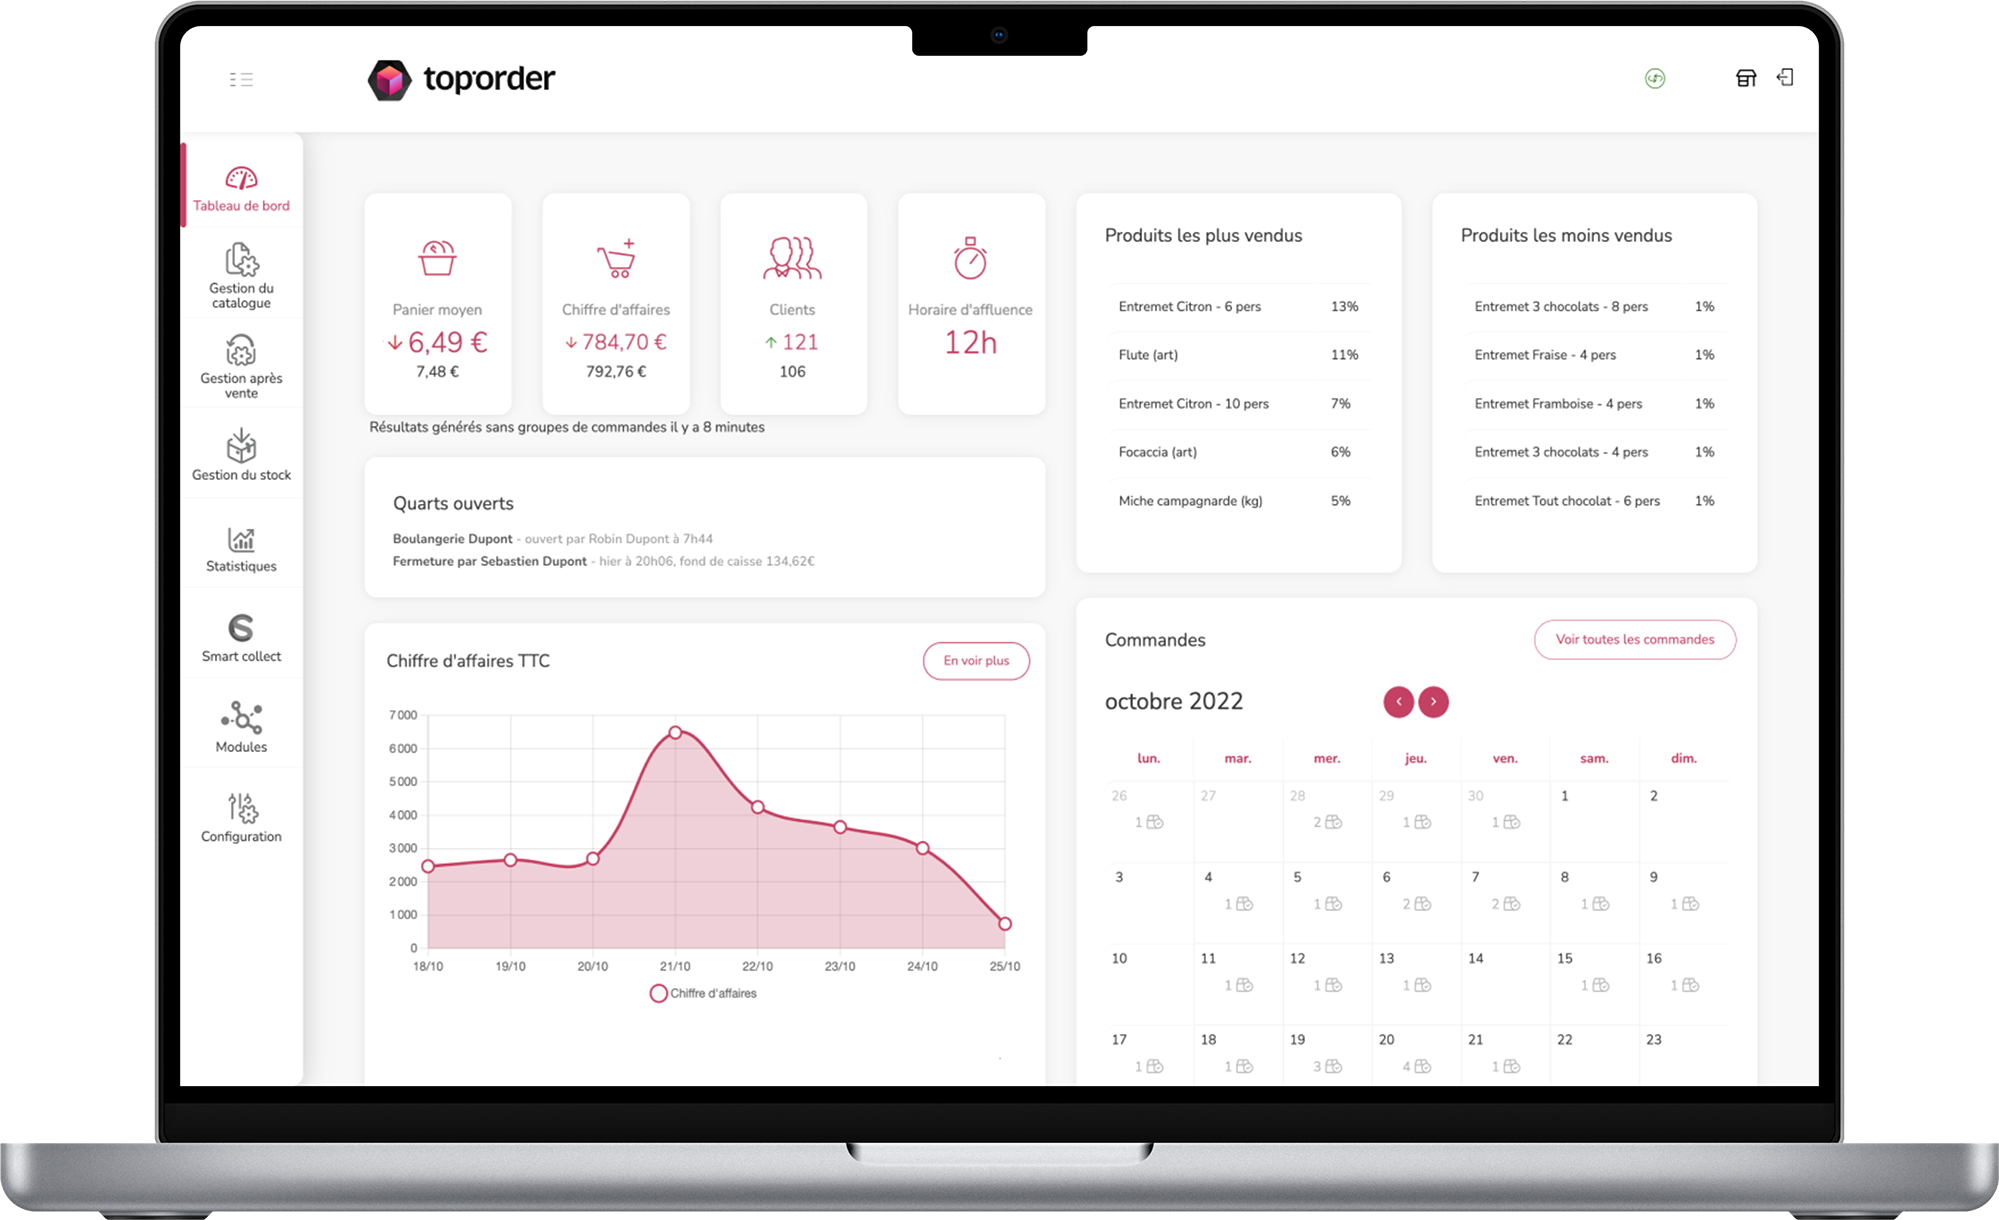 toporder
Tableau de bord
Gestion du
catalogue
Gestion après
vente
Gestion du stock
Statistiques
Smart collect
Modules
Configuration
Panier moyen
6,49 €
7,48 €
Chiffre d'affaires
784,70 €
792,76 €
Clients
121
106
Horaire d'affluence
12h
Résultats générés sans groupes de commandes il y a 8 minutes
Quarts ouverts
Boulangerie Dupont - ouvert par Robin Dupont à 7h44
Fermeture par Sebastien Dupont - hier à 20h06, fond de caisse 134,62€
Chiffre d'affaires TTC
En voir plus
7 000
6 000
5 000
4 000
3 000
2 000
1 000
0
18/10 19/10 20/10 21/10 22/10 23/10 24/10 25/10
Chiffre d'affaires
Produits les plus vendus
Entremet Citron - 6 pers 13%
Flute (art) 11%
Entremet Citron - 10 pers 7%
Focaccia (art) 6%
Miche campagnarde (kg) 5%
Produits les moins vendus
Entremet 3 chocolats - 8 pers 1%
Entremet Fraise - 4 pers 1%
Entremet Framboise - 4 pers 1%
Entremet 3 chocolats - 4 pers 1%
Entremet Tout chocolat - 6 pers 1%
Commandes
Voir toutes les commandes
octobre 2022
lun. mar. mer. jeu. ven. sam. dim.
26 27 28 29 30 1 2
1 2 1 1
3 4 5 6 7 8 9
1 1 2 2 1 1
10 11 12 13 14 15 16
1 1 1 1 1
17 18 19 20 21 22 23
1 1 3 4 1